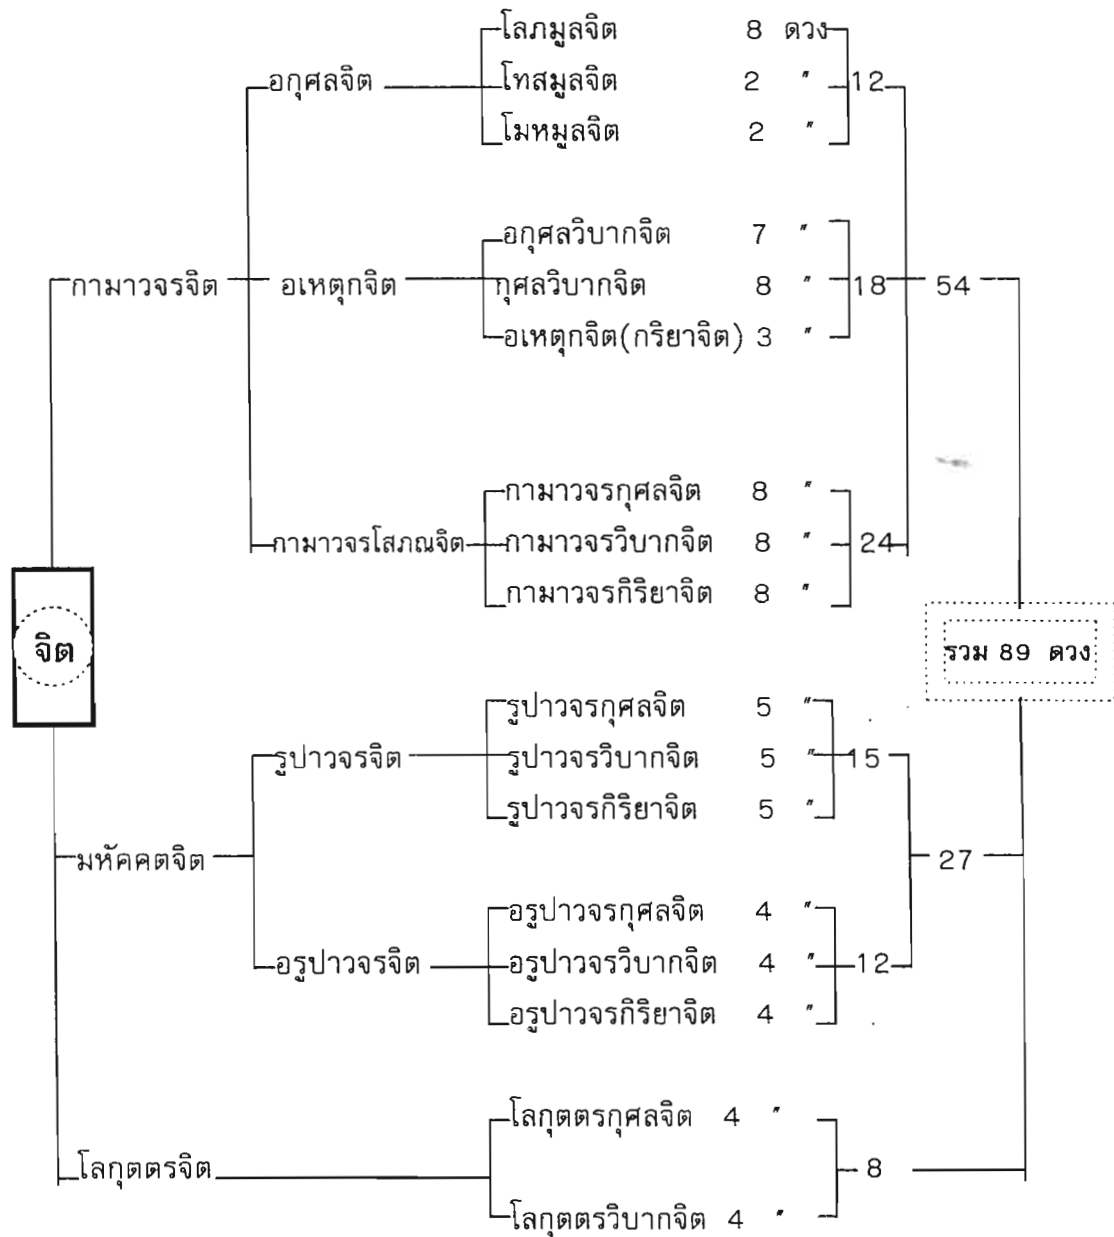 โลภมูลจิต 8 ดวง
อกุศลจิต โทสมูลจิต 2 " 12
โมหมูลจิต 2 "
อกุศลวิบากจิต 7 "
กามาวจรจิต อเหตุกจิต กุศลวิบากจิต 8 " 18 54
อเหตุกจิต(กริยาจิต) 3 "
กามาวจรกุศลจิต 8 "
กามาวจรโสภณจิต กามาวจรวิบากจิต 8 " 24
กามาวจรกิริยาจิต 8 "
จิต รวม 89 ดวง
รูปาวจรกุศลจิต 5 "
รูปาวจรจิต รูปาวจรวิบากจิต 5 " 15
รูปาวจรกิริยาจิต 5 "
มหัคคตจิต 27
อรูปาวจรกุศลจิต 4 "
อรูปาวจรจิต อรูปาวจรวิบากจิต 4 " 12
อรูปาวจรกิริยาจิต 4 "
โลกุตตรกุศลจิต 4 "
โลกุตตรจิต 8
โลกุตตรวิบากจิต 4 "